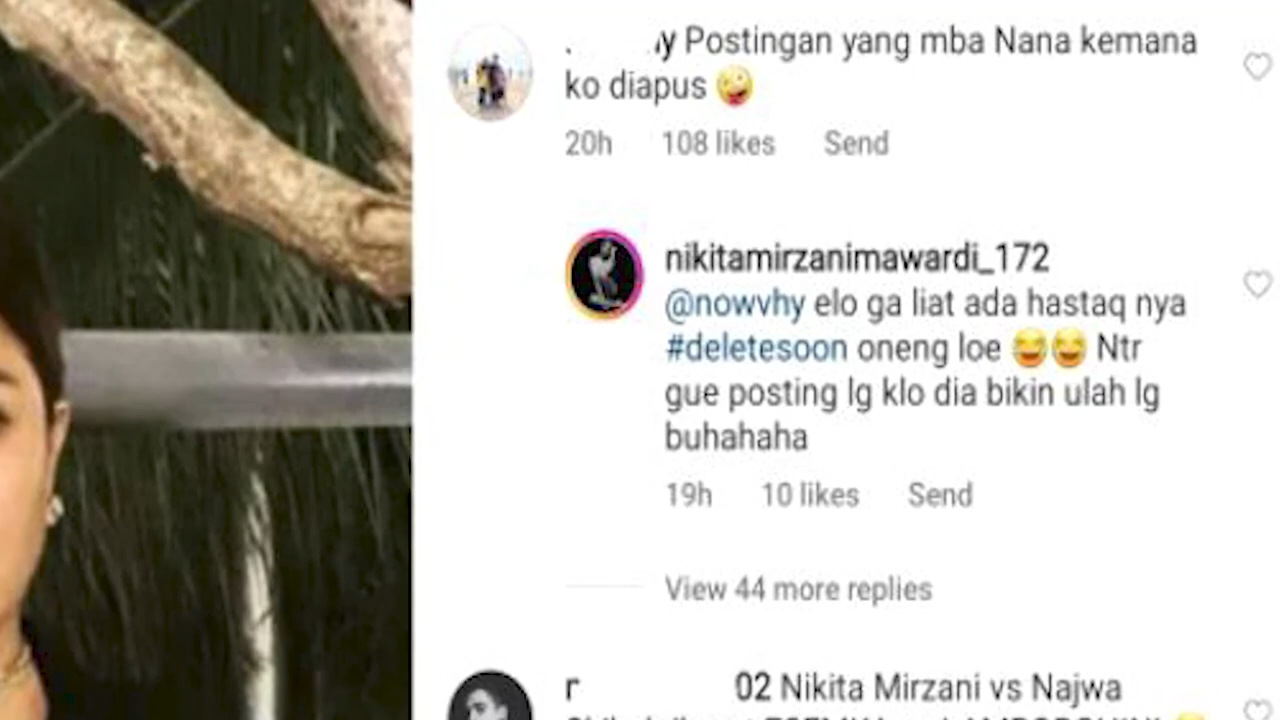 y Postingan yang mba Nana kemana
ko diapus 🤪
20h 108 likes Send
nikitamirzanimawardi_172
@nowvhy elo ga liat ada hastaq nya
#deletesoon oneng loe 😂😂 Ntr
gue posting lg klo dia bikin ulah lg
buhahaha
19h 10 likes Send
View 44 more replies
r 02 Nikita Mirzani vs Najwa